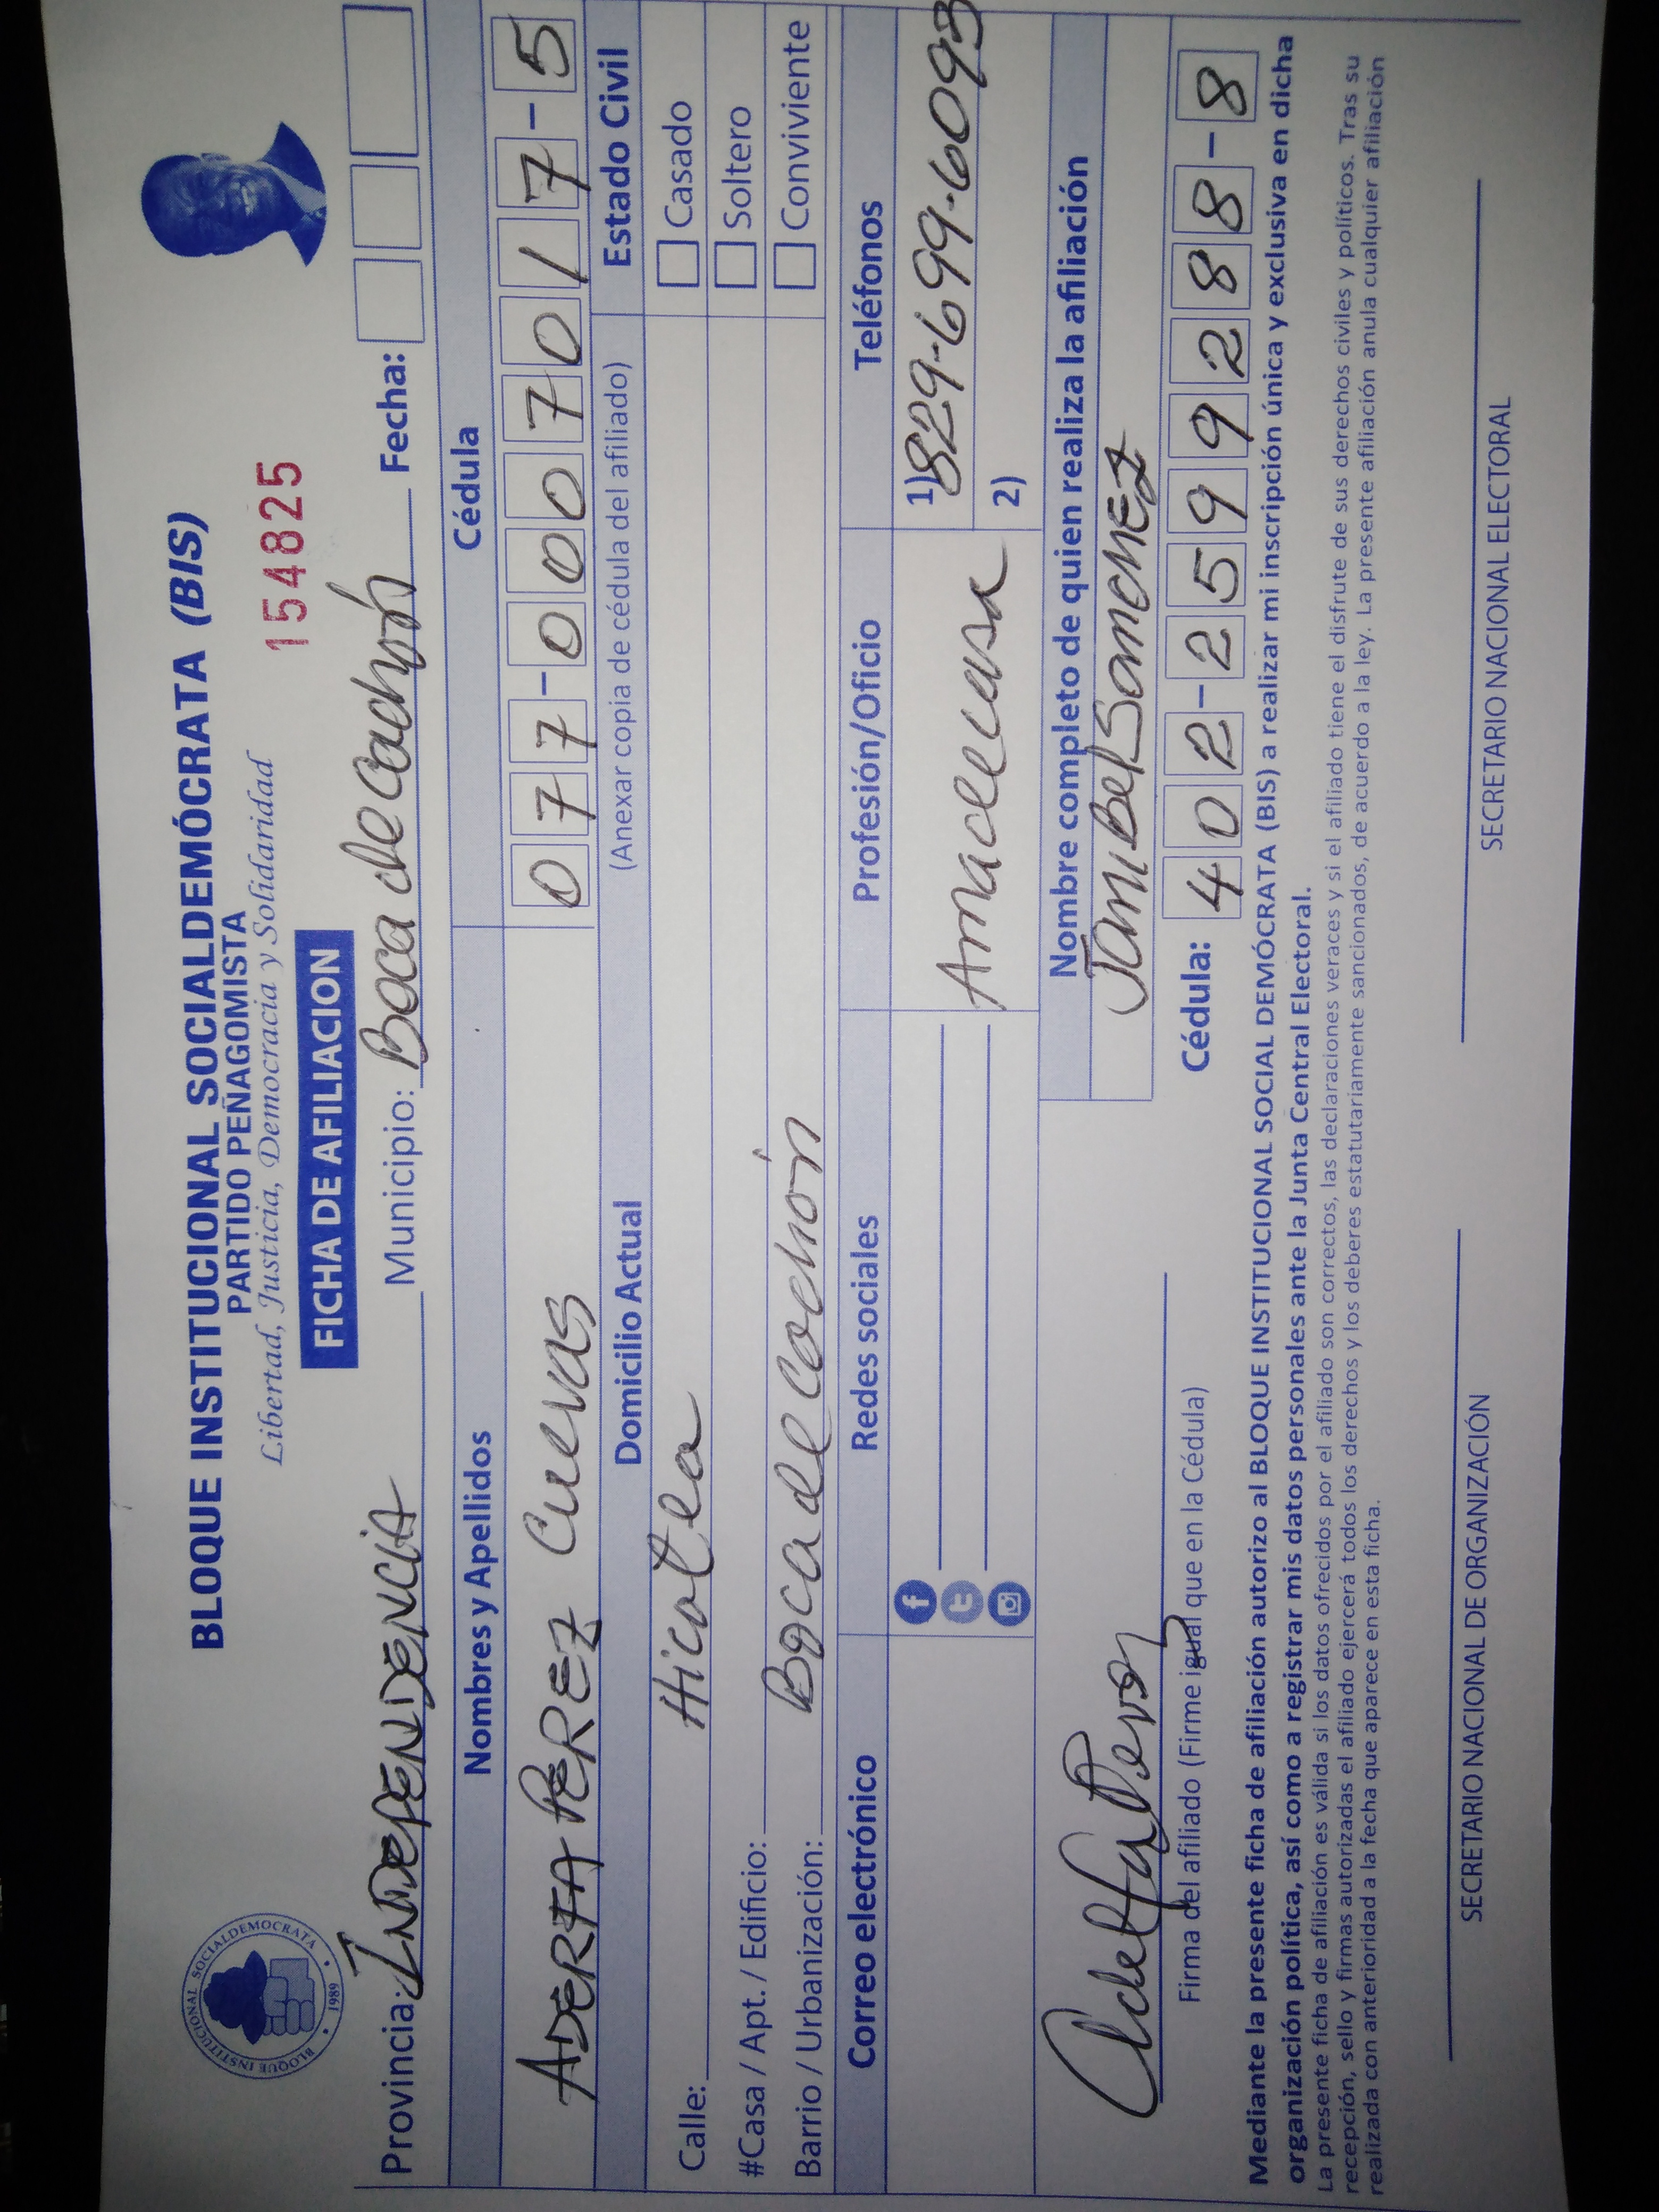 BLOQUE INSTITUCIONAL SOCIALDEMÓCRATA (BIS)
PARTIDO PEÑAGOMISTA
Libertad, Justicia, Democracia y Solidaridad
154825
FICHA DE AFILIACION
BLOQUE INSTITUCIONAL SOCIALDEMOCRATA
1989
Provincia: INDEPENDENCIA Municipio: Boca de cachón Fecha:
Nombres y Apellidos Cédula
PEREZ Cuevas 077-0007017-5
Domicilio Actual (Anexar copia de cédula del afiliado) Estado Civil
Calle: Hicotea Casado
#Casa / Apt. / Edificio: Soltero
Barrio / Urbanización: Boca de Cachón Conviviente
Correo electrónico Redes sociales Profesión/Oficio Teléfonos
Ama de casa 1) 829-699-6093
2)
Nombre completo de quien realiza la afiliación
SANCHEZ
Firma del afiliado (Firme igual que en la Cédula) Cédula: 402-2599288-8
Mediante la presente ficha de afiliación autorizo al BLOQUE INSTITUCIONAL SOCIAL DEMÓCRATA (BIS) a realizar mi inscripción única y exclusiva en dicha
organización política, así como a registrar mis datos personales ante la Junta Central Electoral.
La presente ficha de afiliación es válida si los datos ofrecidos por el afiliado son correctos, las declaraciones veraces y si el afiliado tiene el disfrute de sus derechos civiles y políticos. Tras su
recepción, sello y firmas autorizadas el afiliado ejercerá todos los derechos y los deberes estatutariamente sancionados, de acuerdo a la ley. La presente afiliación anula cualquier afiliación
realizada con anterioridad a la fecha que aparece en esta ficha.
SECRETARIO NACIONAL DE ORGANIZACIÓN SECRETARIO NACIONAL ELECTORAL